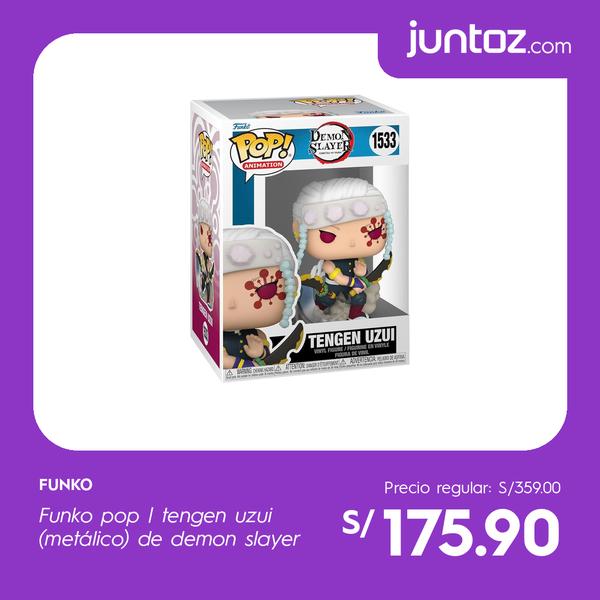 juntoz.com
Funko
POP!
ANIMATION
DEMON
SLAYER
1533
TENGEN UZUI
VINYL FIGURE / FIGURINE EN VINYLE
FIGURA DE VINIL
FUNKO
Precio regular: S/359.00
Funko pop | tengen uzui
(metálico) de demon slayer
S/175.90